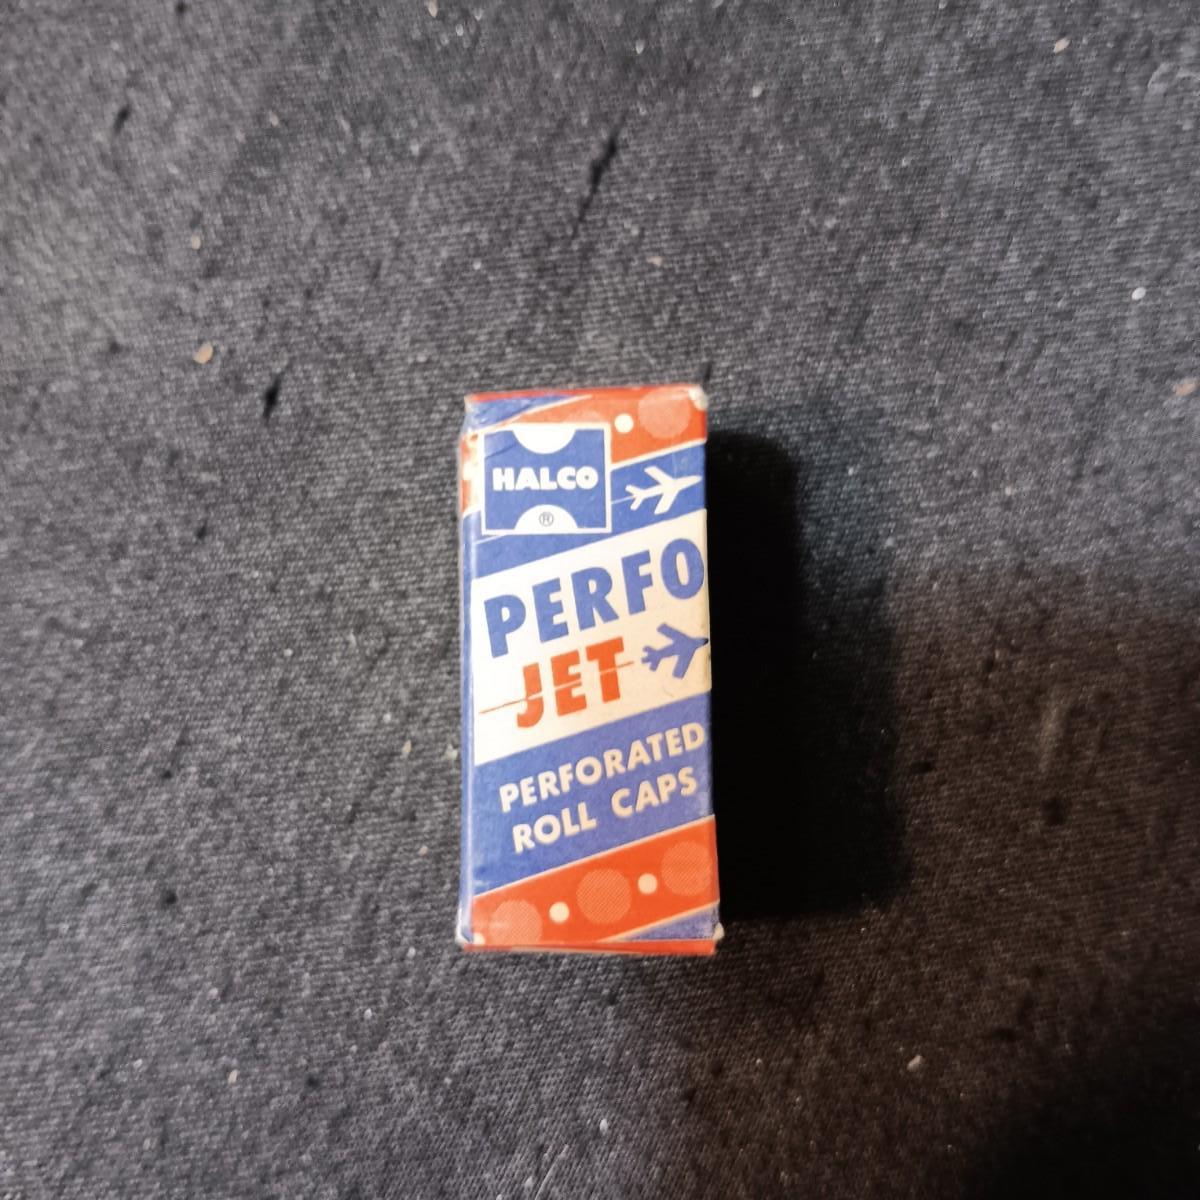 HALCO
®
PERFO
JET
PERFORATED
ROLL CAPS